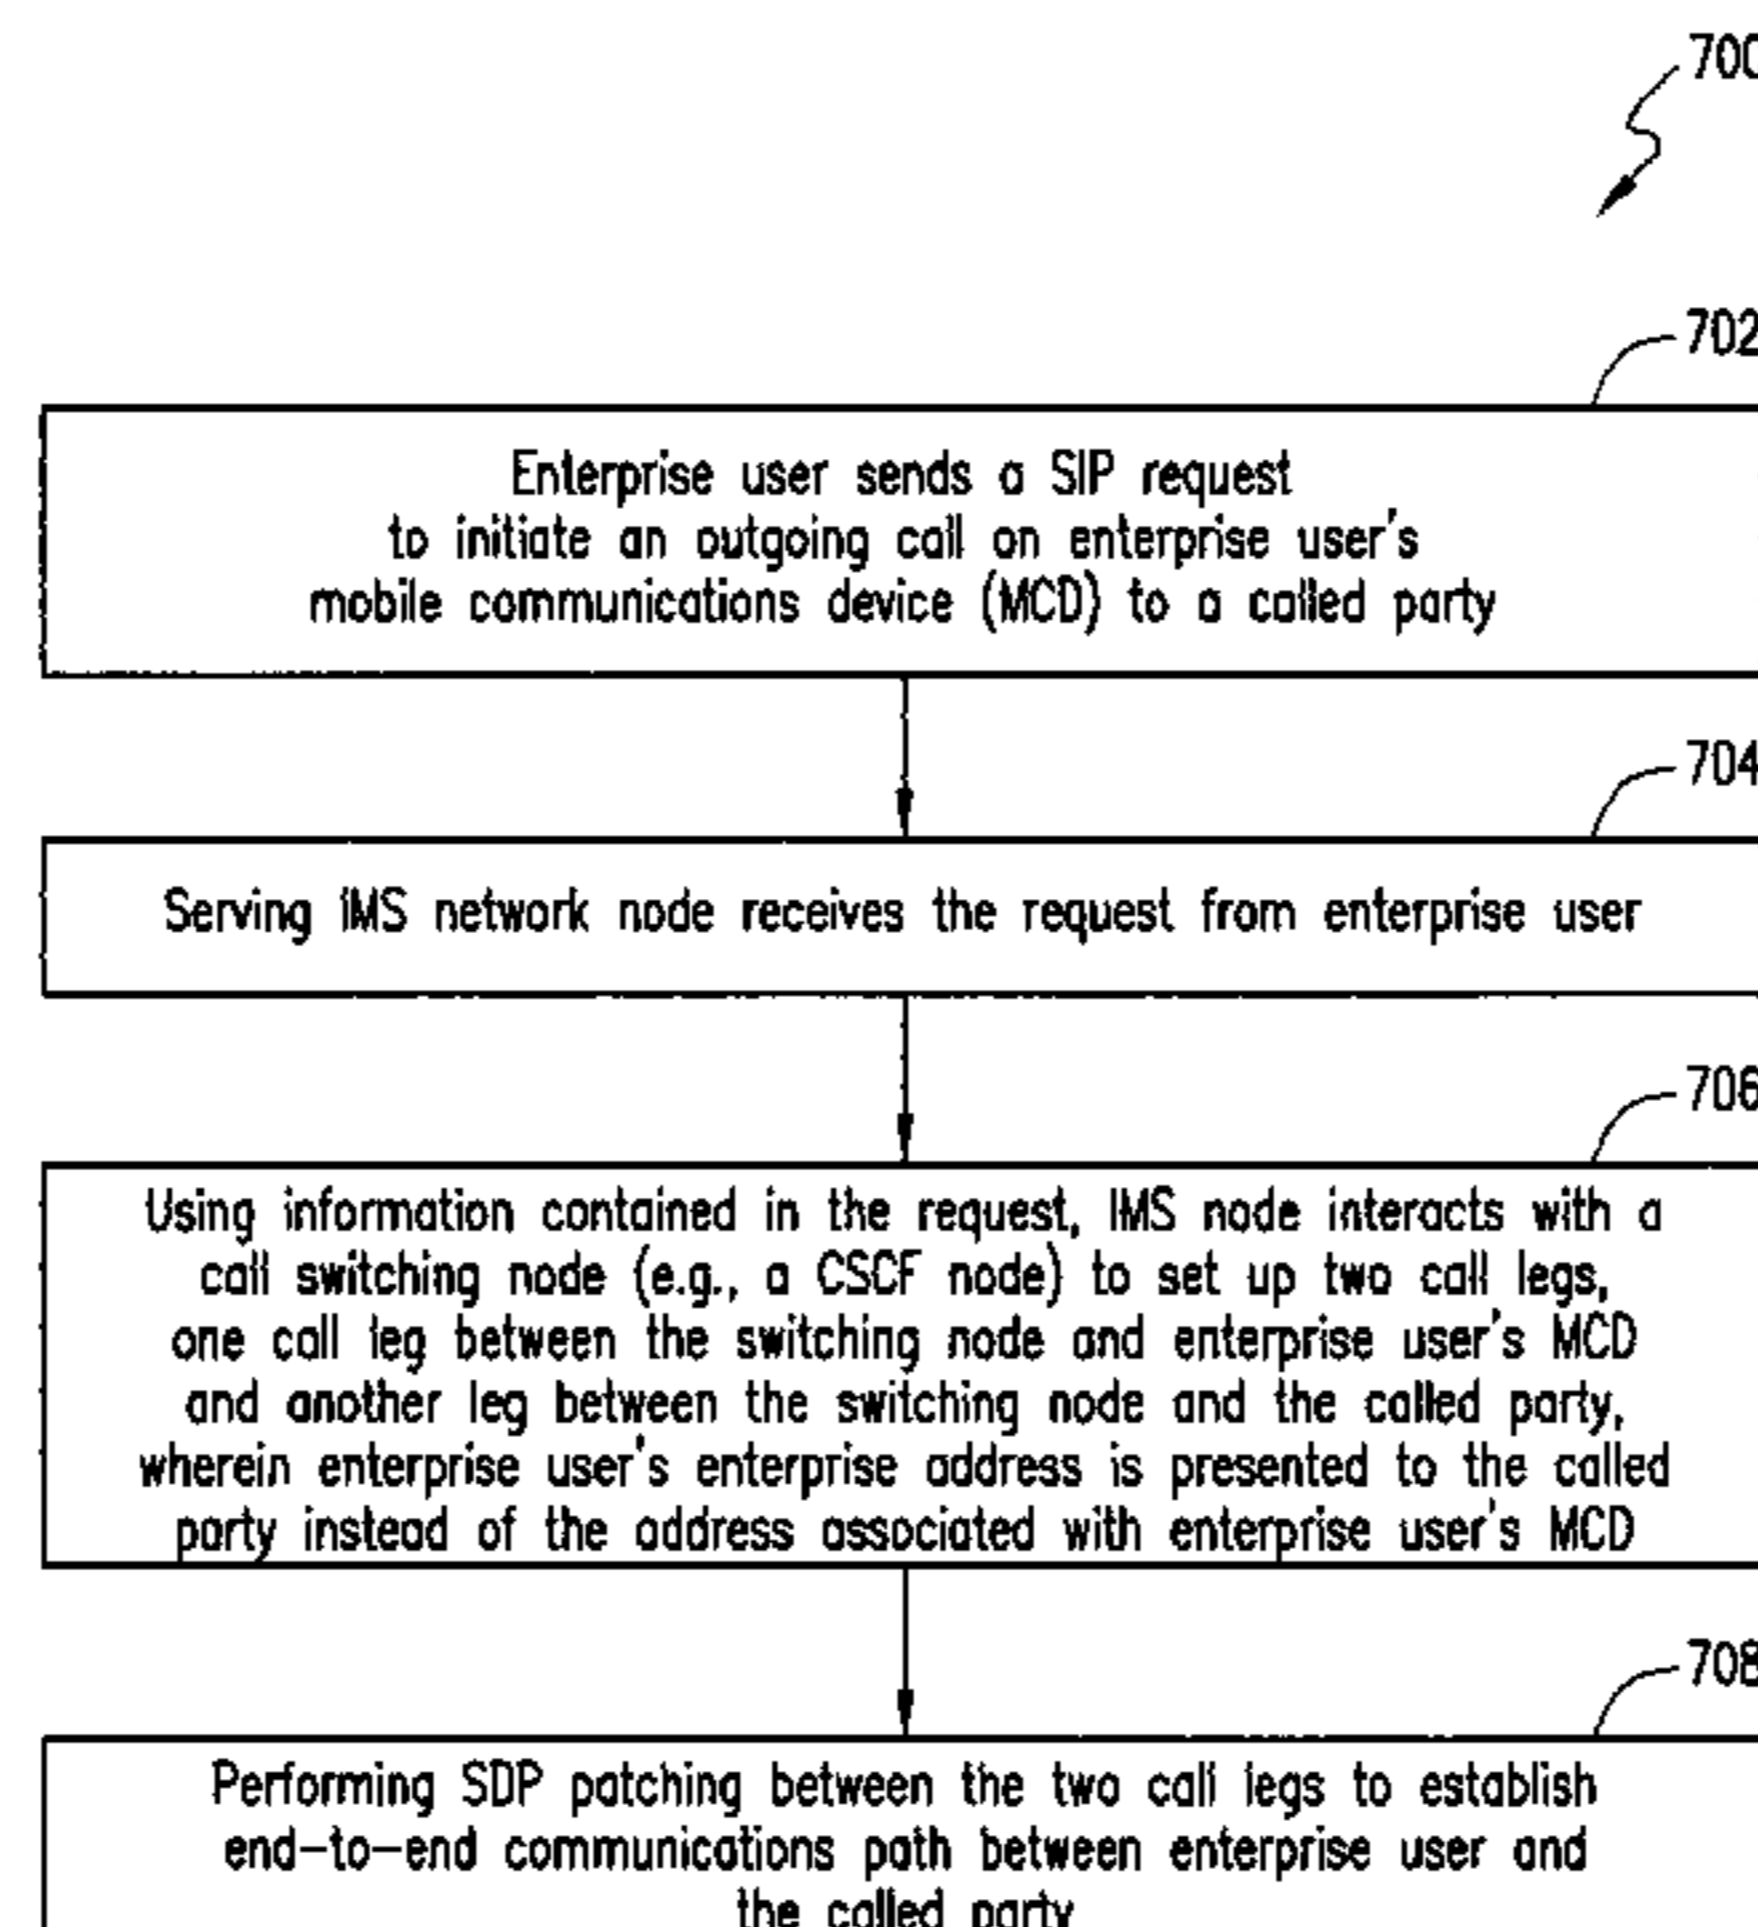 700
702
Enterprise user sends a SIP request
to initiate an outgoing call on enterprise user's
mobile communications device (MCD) to a called party
704
Serving IMS network node receives the request from enterprise user
706
Using information contained in the request, IMS node interacts with a
call switching node (e.g., a CSCF node) to set up two call legs,
one call leg between the switching node and enterprise user's MCD
and another leg between the switching node and the called party,
wherein enterprise user's enterprise address is presented to the called
party instead of the address associated with enterprise user's MCD
708
Performing SDP patching between the two call legs to establish
end-to-end communications path between enterprise user and
the called party